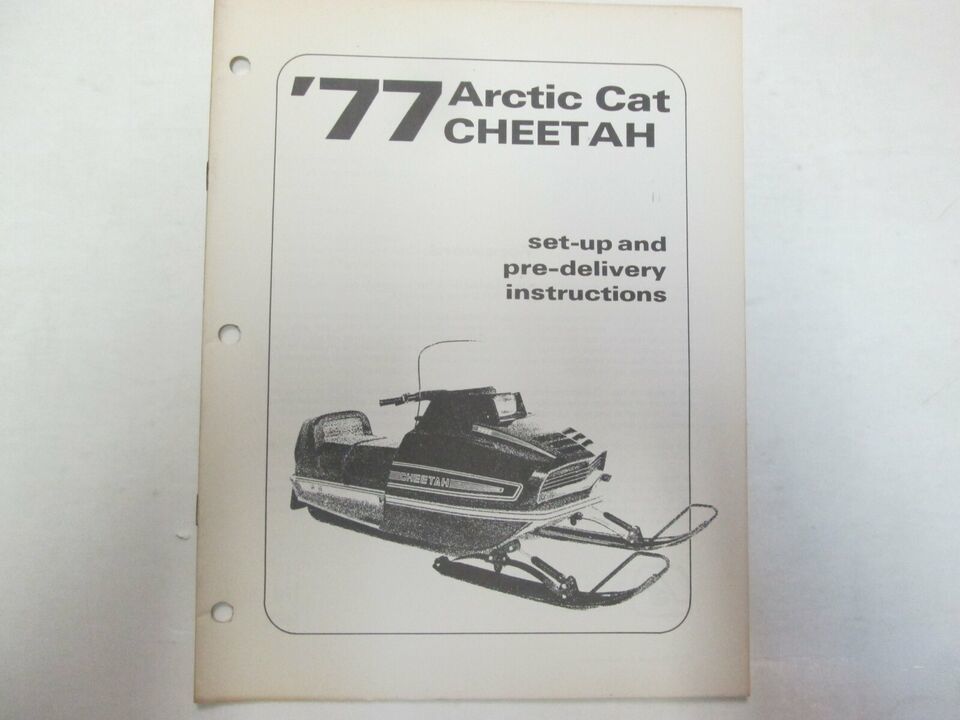 '77 Arctic Cat
CHEETAH
set-up and
pre-delivery
instructions
CHEETAH